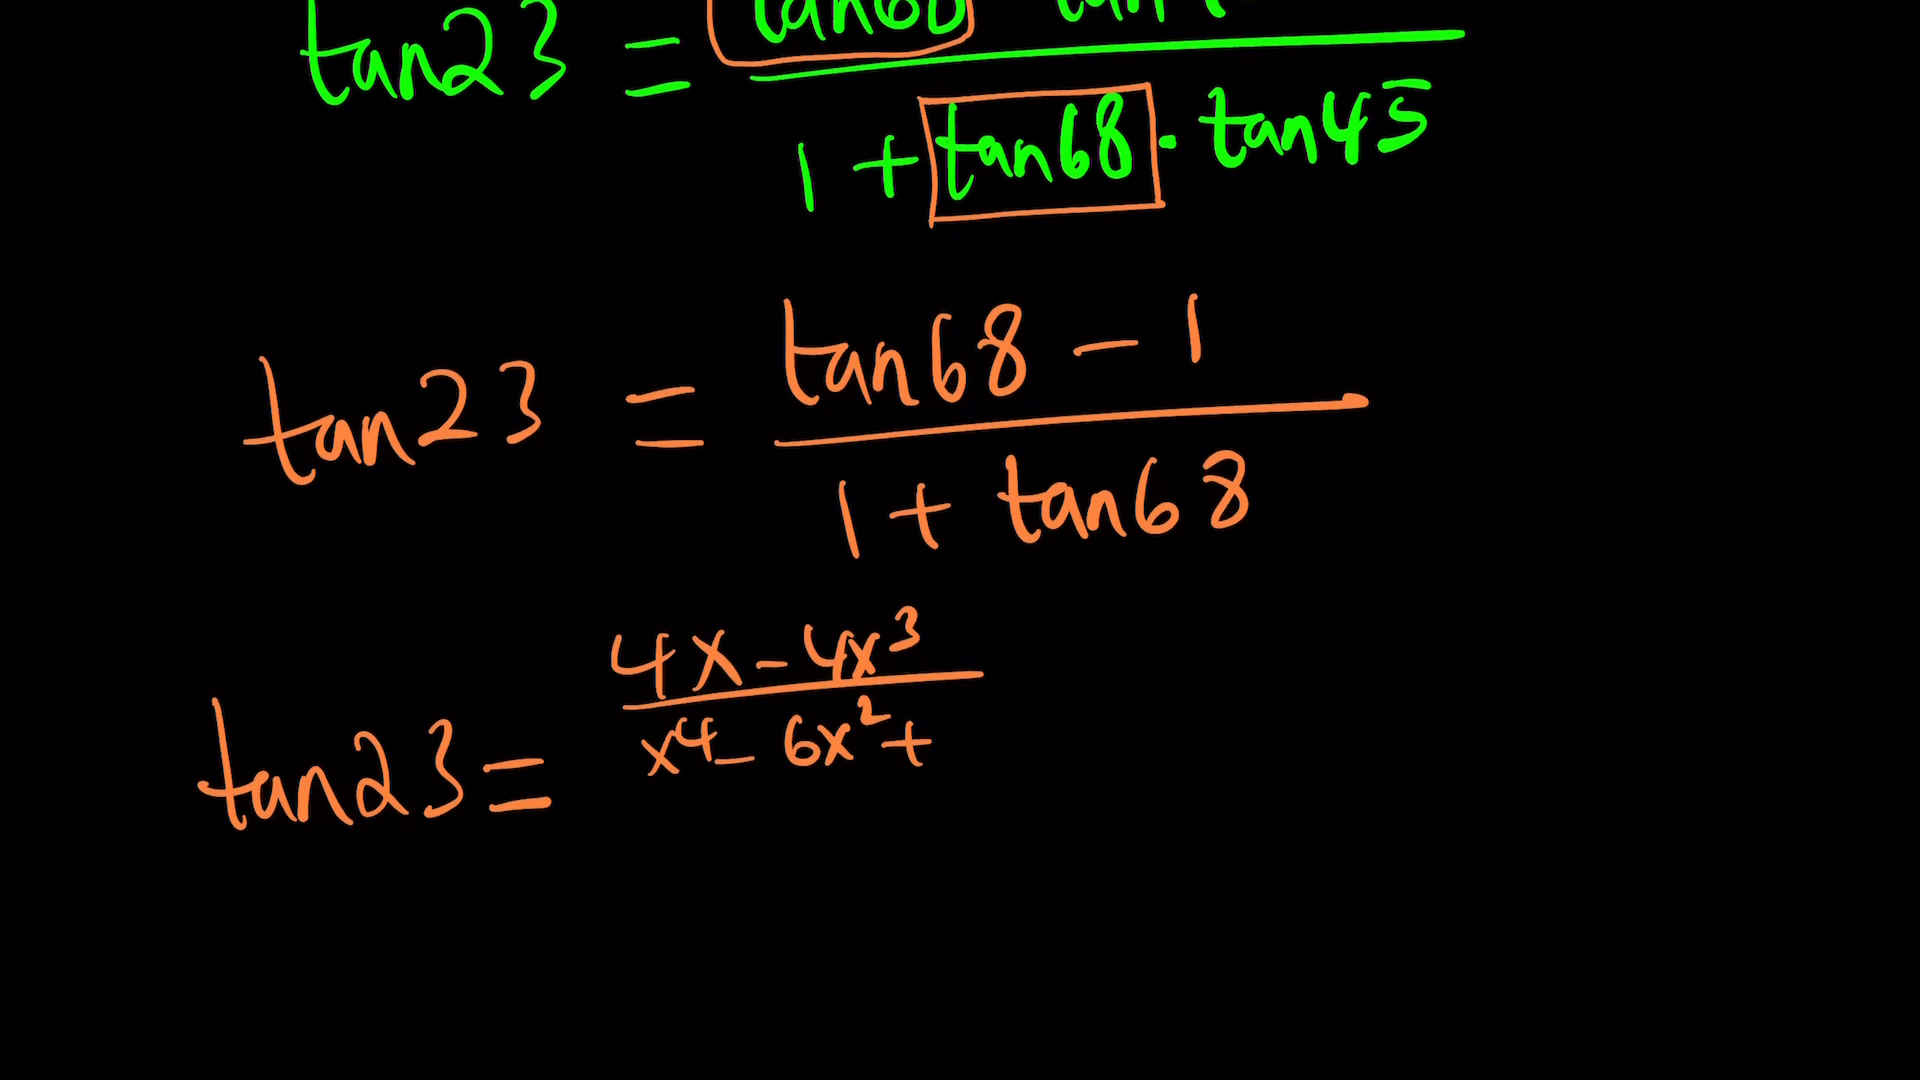 tan23 =
1 + tan68 · tan45
tan23 = tan68 - 1
1 + tan68
4x - 4x³
tan23 =
x⁴ - 6x² +